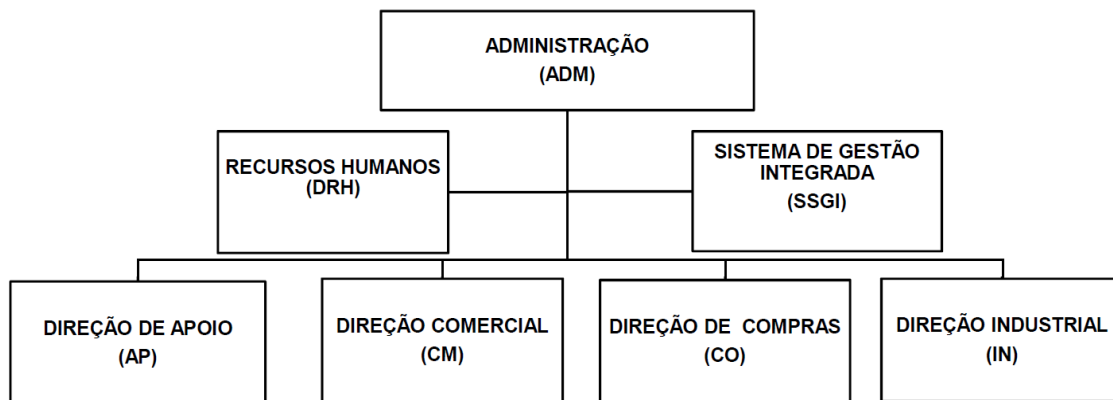 ADMINISTRAÇÃO
(ADM)
RECURSOS HUMANOS
(DRH)
SISTEMA DE GESTÃO
INTEGRADA
(SSGI)
DIREÇÃO DE APOIO
(AP)
DIREÇÃO COMERCIAL
(CM)
DIREÇÃO DE COMPRAS
(CO)
DIREÇÃO INDUSTRIAL
(IN)